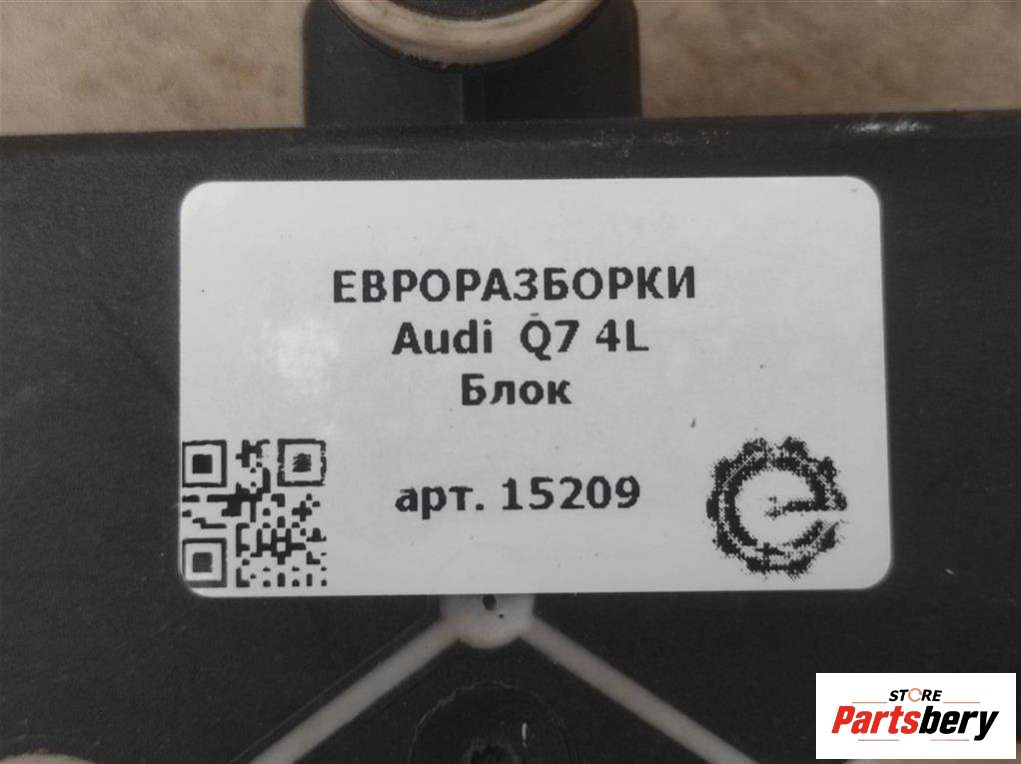 ЕВРОРАЗБОРКИ
Audi Q7 4L
Блок
арт. 15209
STORE
Partsbery